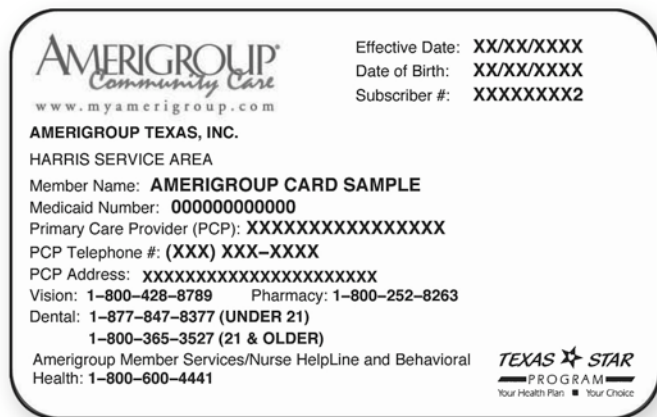 AMERIGROUP®
Community Care
www.myamerigroup.com
Effective Date: XX/XX/XXXX
Date of Birth: XX/XX/XXXX
Subscriber #: XXXXXXXX2
AMERIGROUP TEXAS, INC.
HARRIS SERVICE AREA
Member Name: AMERIGROUP CARD SAMPLE
Medicaid Number: 000000000000
Primary Care Provider (PCP): XXXXXXXXXXXXXXXXX
PCP Telephone #: (XXX) XXX–XXXX
PCP Address: XXXXXXXXXXXXXXXXXXXXXX
Vision: 1–800–428–8789 Pharmacy: 1–800–252–8263
Dental: 1–877–847–8377 (UNDER 21)
1–800–365–3527 (21 & OLDER)
Amerigroup Member Services/Nurse HelpLine and Behavioral
Health: 1–800–600–4441
TEXAS STAR
PROGRAM
Your Health Plan ■ Your Choice